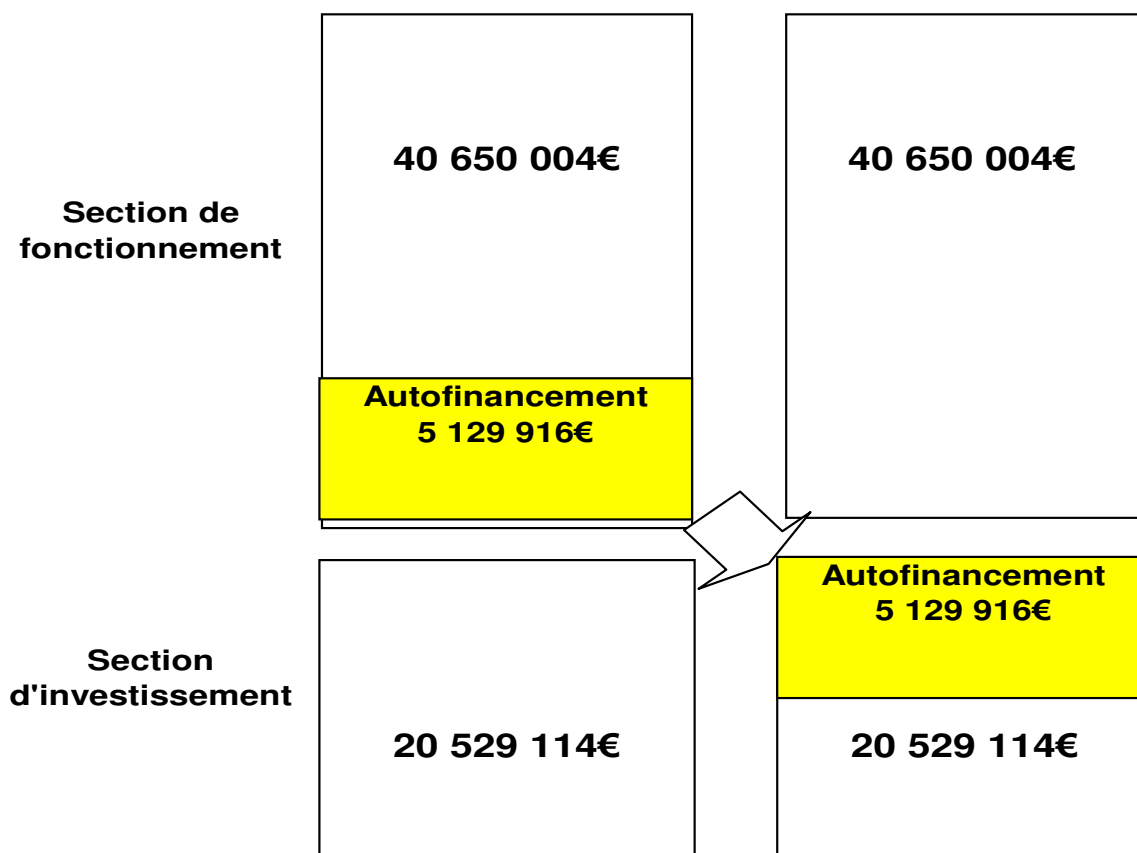 40 650 004€
40 650 004€
Section de
fonctionnement
Autofinancement
5 129 916€
Autofinancement
5 129 916€
Section
d'investissement
20 529 114€
20 529 114€